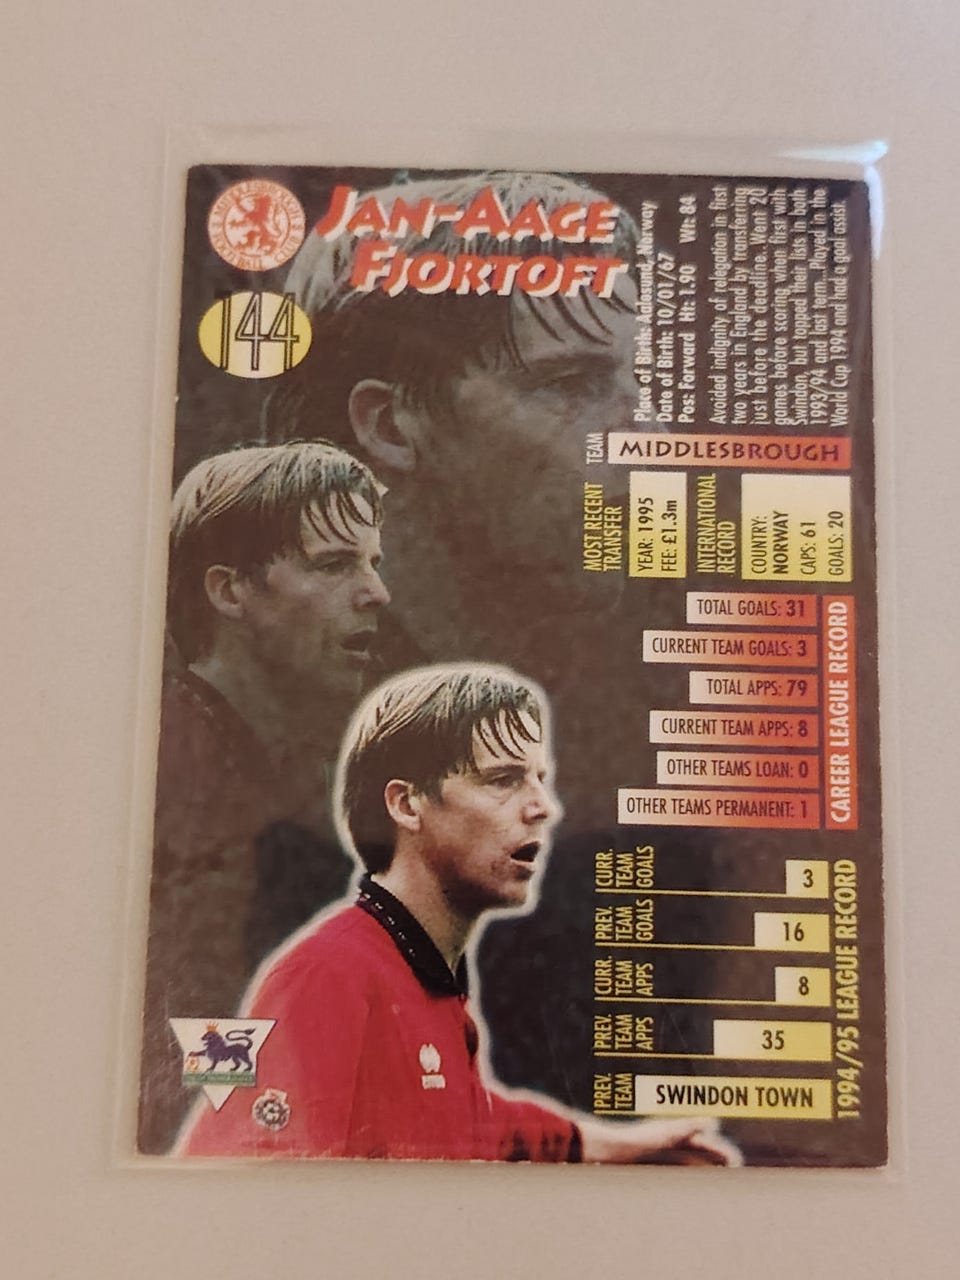 MIDDLESBROUGH
FOOTBALL CLUB
JAN-AAGE
FJORTOFT
144
Place of Birth: Aalesund, Norway
Date of Birth: 10/01/67
Pos: Forward Ht: 1.90 Wt: 84
Avoided indignity of relegation in first
two years in England by transferring
just before the deadline. Went 20
games before scoring when first with
Swindon, but topped their lists in both
1993/94 and last term. Played in the
World Cup 1994 and had a goal assist
TEAM
MIDDLESBROUGH
MOST RECENT
TRANSFER
YEAR: 1995
FEE: £1.3m
INTERNATIONAL
RECORD
COUNTRY:
NORWAY
CAPS: 61
GOALS: 20
TOTAL GOALS: 31
CURRENT TEAM GOALS: 3
TOTAL APPS: 79
CURRENT TEAM APPS: 8
OTHER TEAMS LOAN: 0
OTHER TEAMS PERMANENT: 1
CAREER LEAGUE RECORD
CURR.
TEAM
GOALS
3
PREV.
TEAM
GOALS
16
CURR.
TEAM
APPS
8
PREV.
TEAM
APPS
35
PREV.
TEAM
SWINDON TOWN
1994/95 LEAGUE RECORD